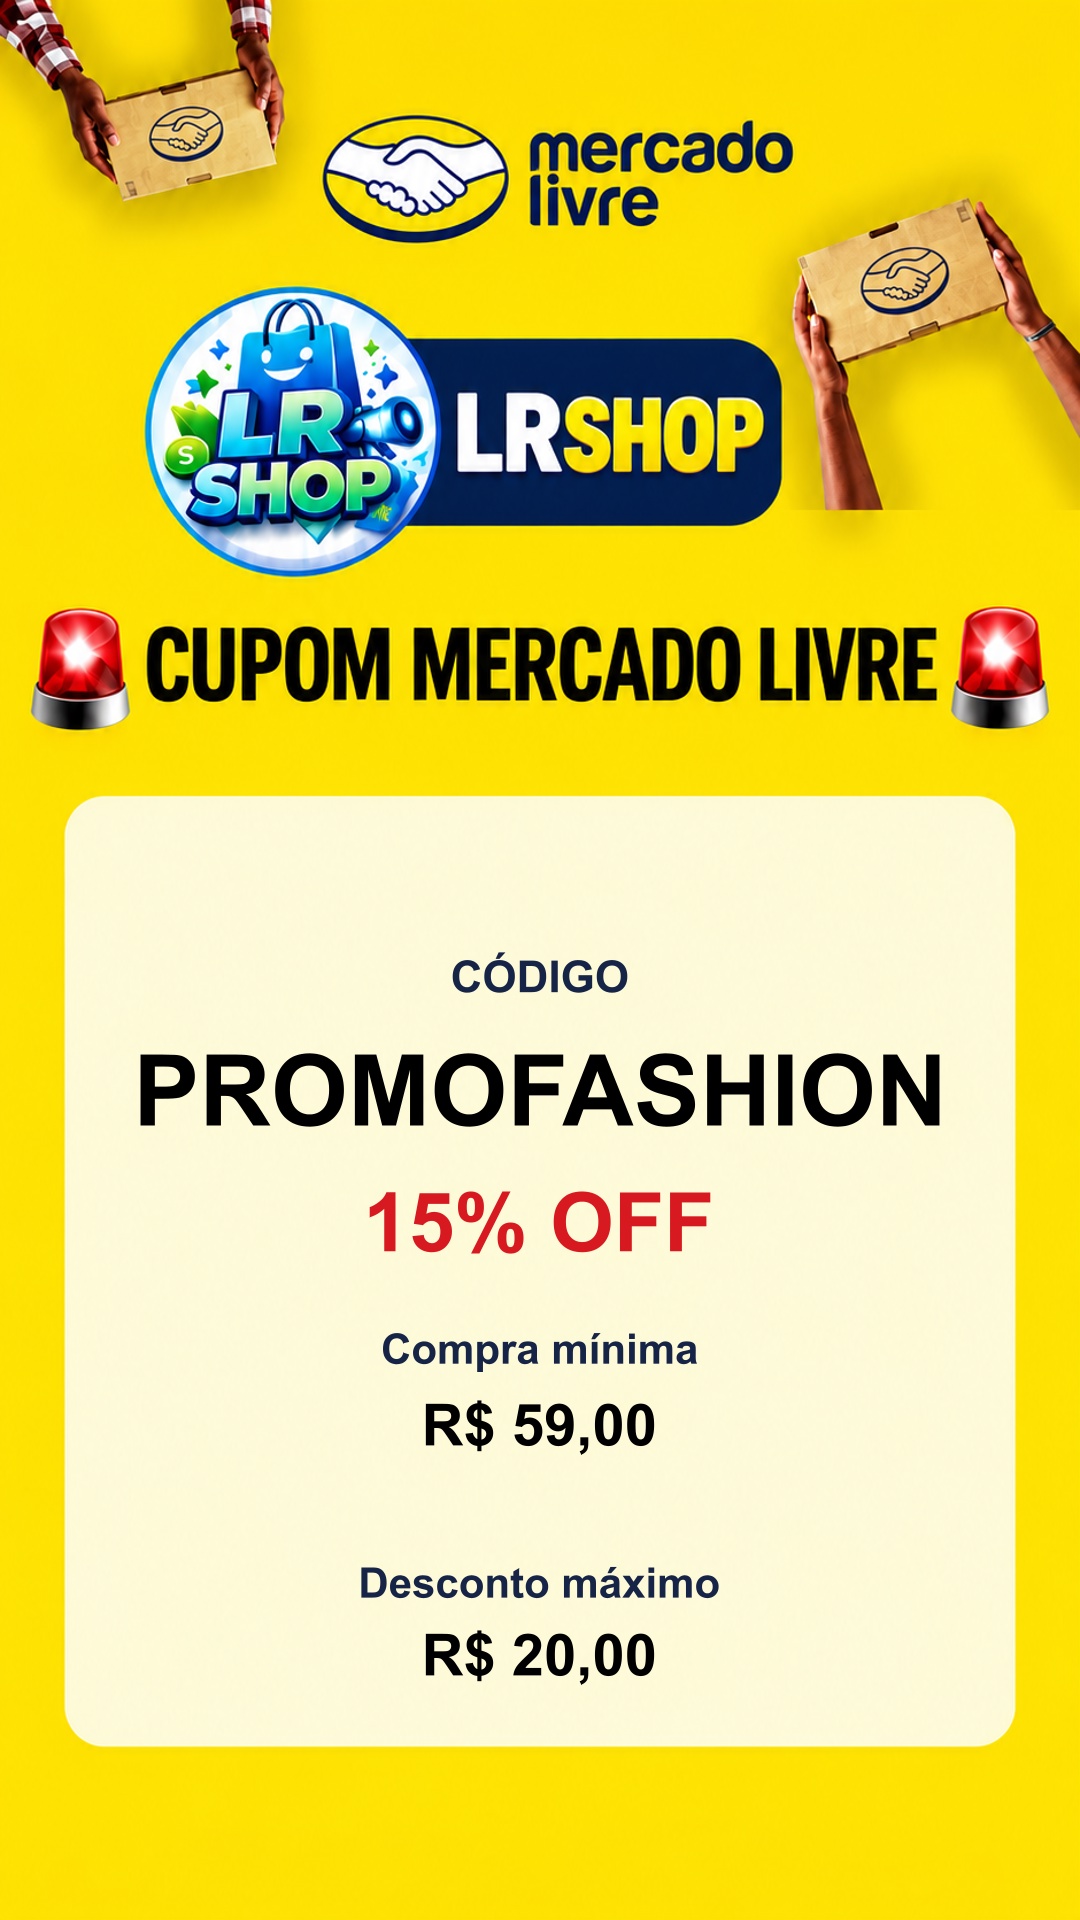 mercado
livre
LR
SHOP
S
LRSHOP
CUPOM MERCADO LIVRE
CÓDIGO
PROMOFASHION
15% OFF
Compra mínima
R$ 59,00
Desconto máximo
R$ 20,00